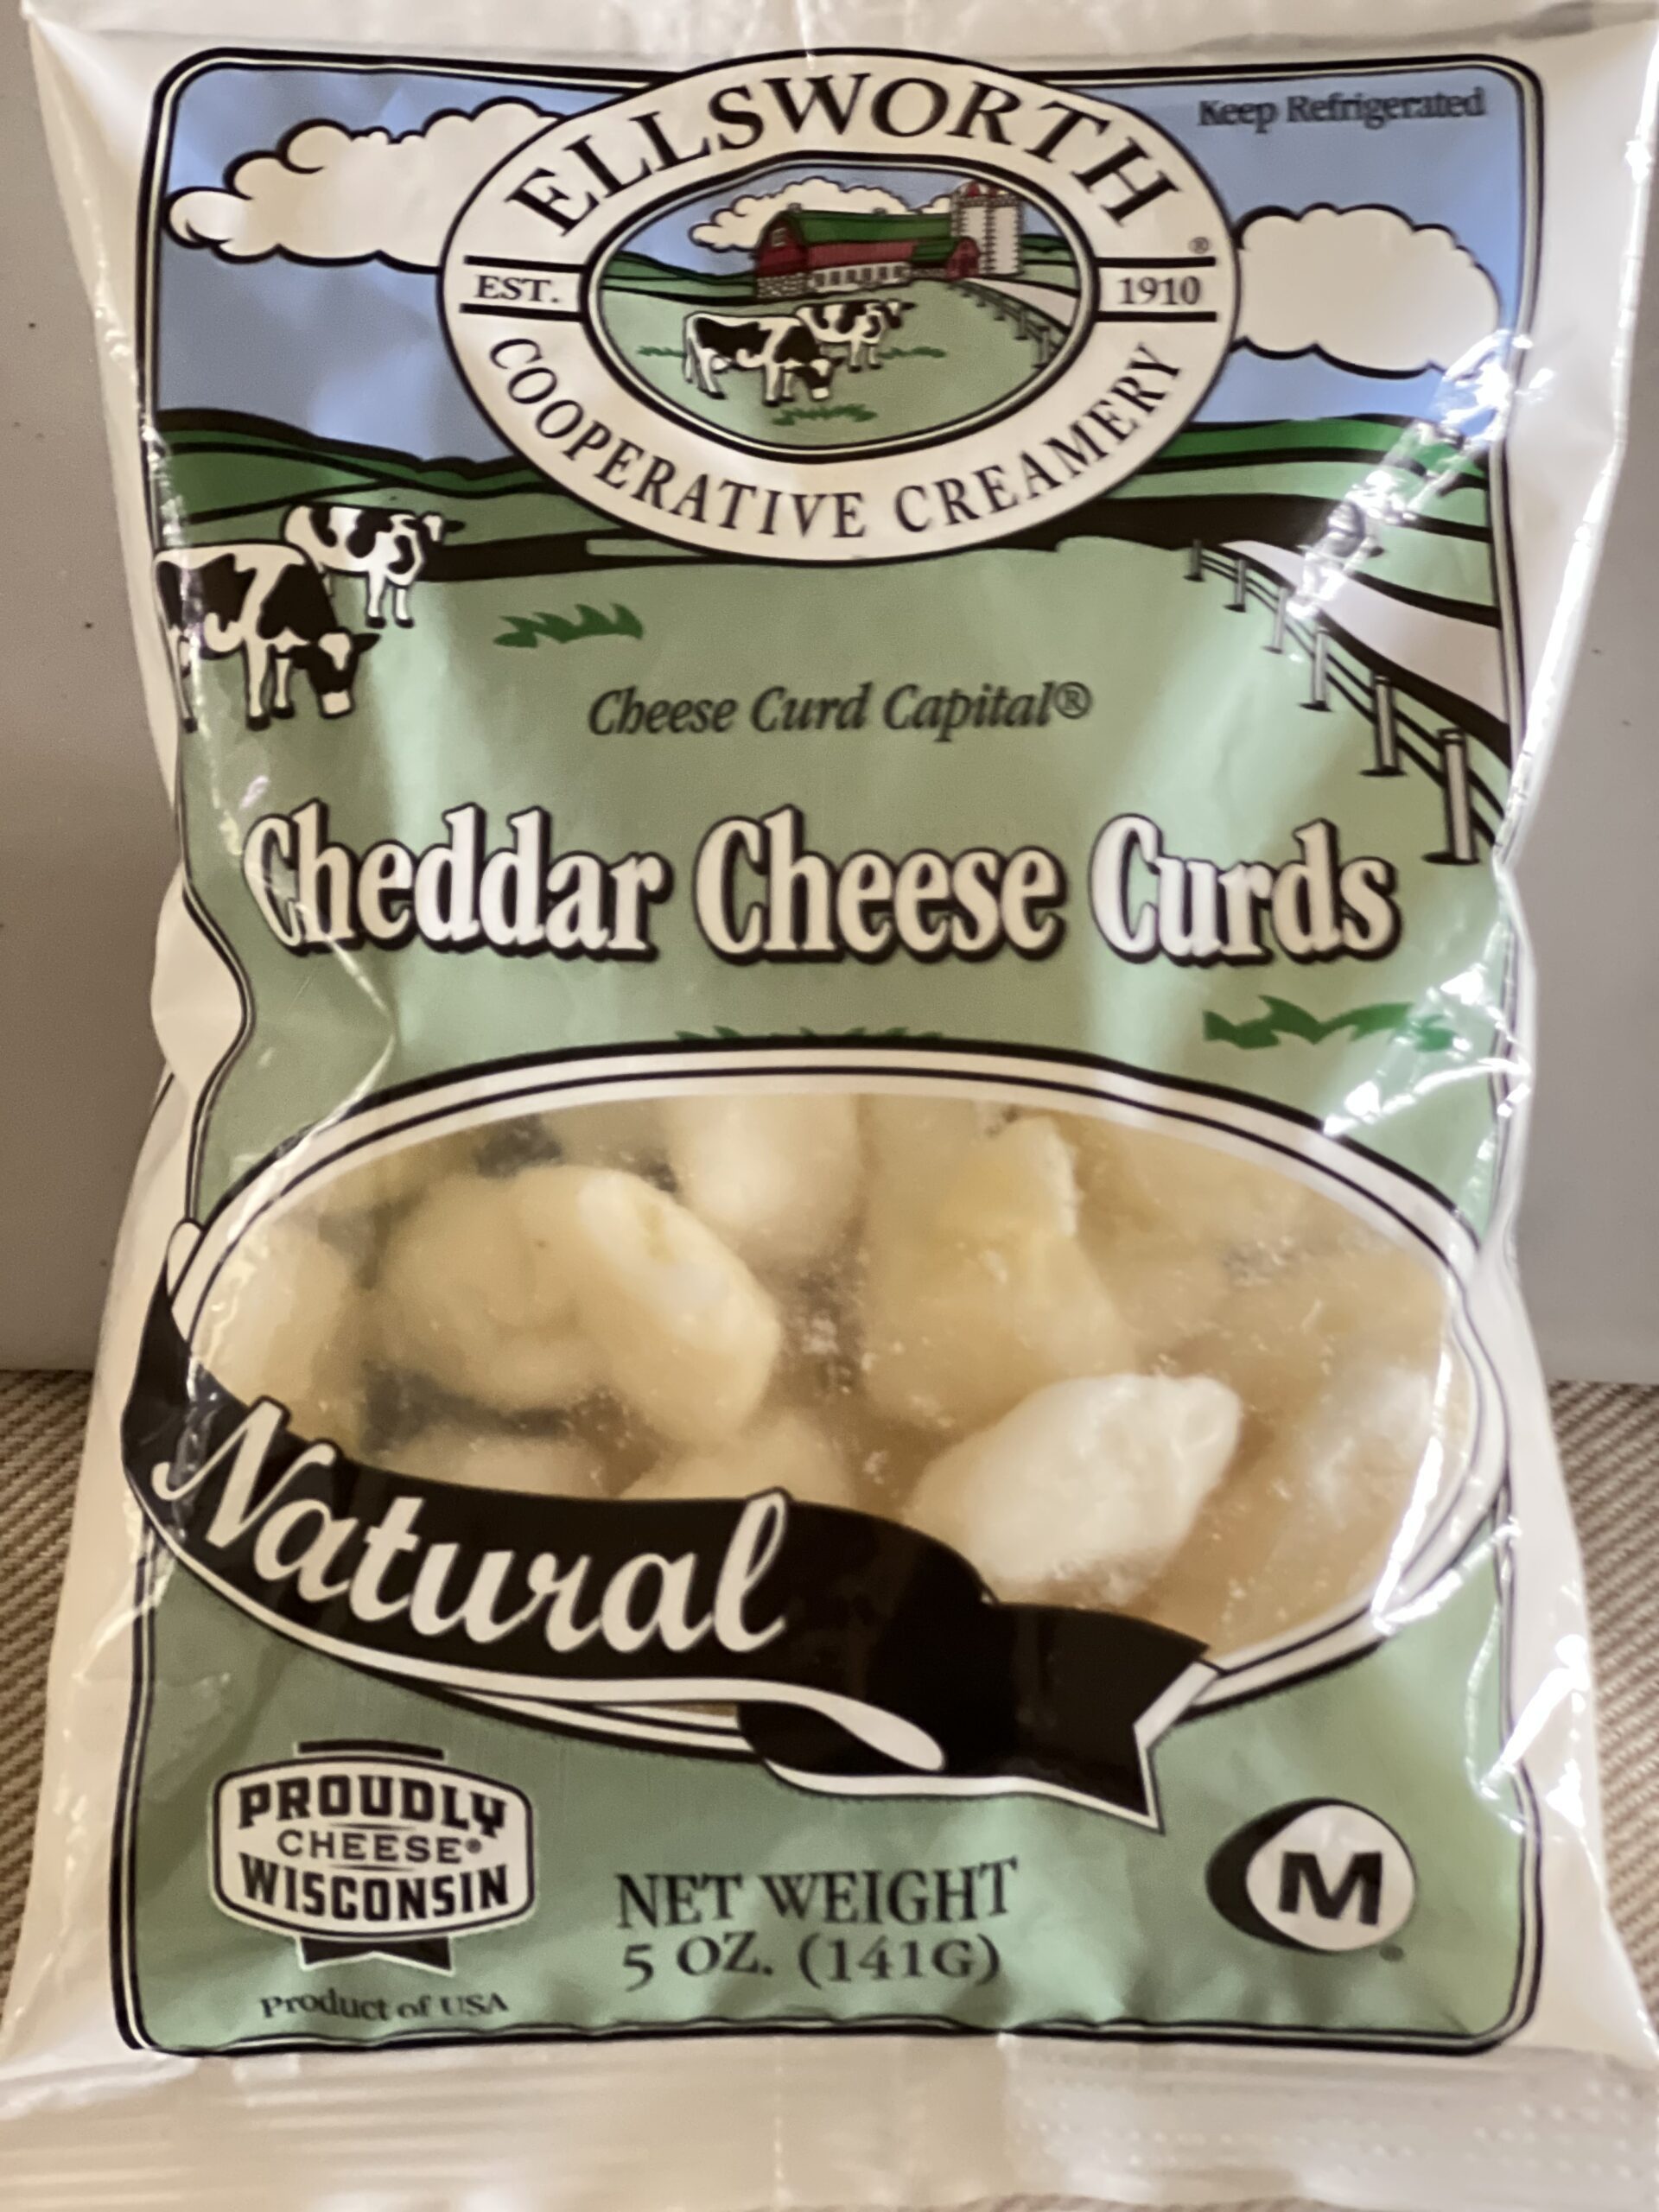 Keep Refrigerated
ELLSWORTH
®
EST. 1910
COOPERATIVE CREAMERY
Cheese Curd Capital®
Cheddar Cheese Curds
Natural
PROUDLY
CHEESE®
WISCONSIN
Product of USA
NET WEIGHT
5 OZ. (141G)
M